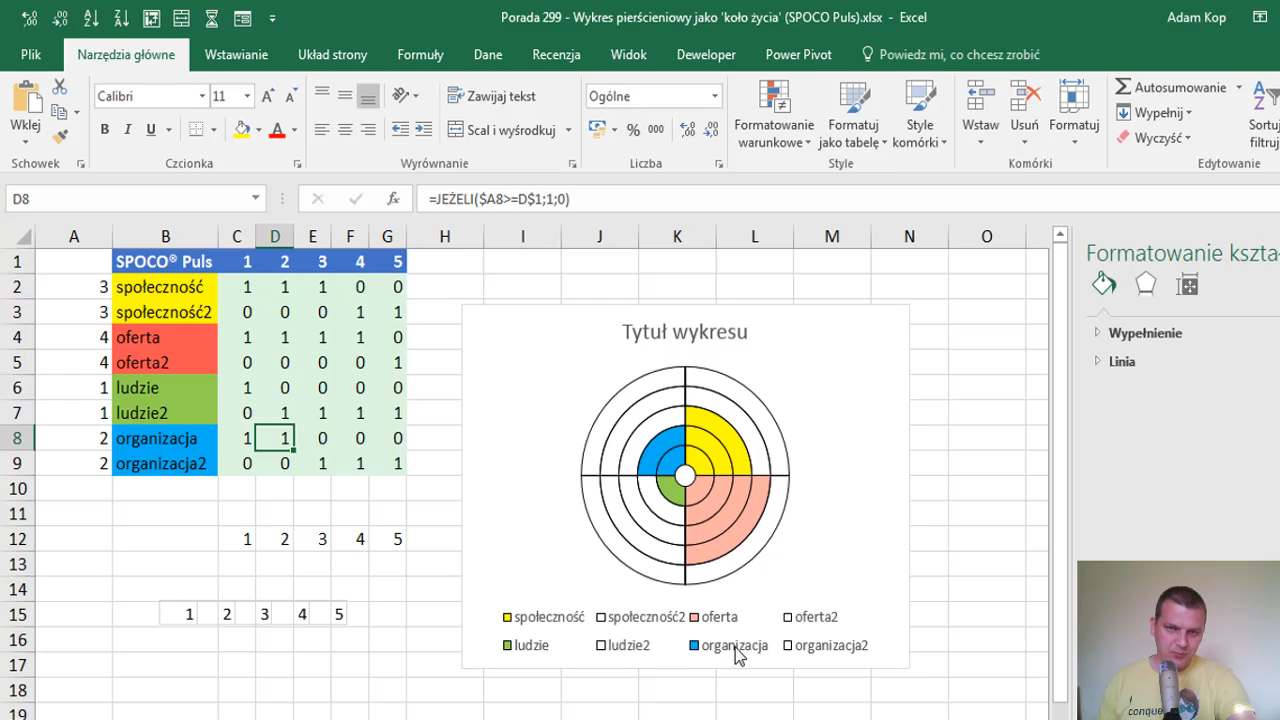 Porada 299 - Wykres pierścieniowy jako 'koło życia' (SPOCO Puls).xlsx - Excel
Adam Kop
Plik Narzędzia główne Wstawianie Układ strony Formuły Dane Recenzja Widok Deweloper Power Pivot Powiedz mi, co chcesz zrobić
Wklej
Calibri 11
B I U A
Zawijaj tekst
Scal i wyśrodkuj
Ogólne
% 000
Formatowanie warunkowe
Formatuj jako tabelę
Style komórki
Wstaw Usuń Formatuj
Autosumowanie
Wypełnij
Wyczyść
Sortuj
filtruj
Schowek Czcionka Wyrównanie Liczba Style Komórki Edytowanie
D8 fx =JEŻELI($A8>=D$1;1;0)
A B C D E F G H I J K L M N O
1 SPOCO® Puls 1 2 3 4 5
2 3 społeczność 1 1 1 0 0
3 3 społeczność2 0 0 0 1 1
4 4 oferta 1 1 1 1 0
5 4 oferta2 0 0 0 0 1
6 1 ludzie 1 0 0 0 0
7 1 ludzie2 0 1 1 1 1
8 2 organizacja 1 1 0 0 0
9 2 organizacja2 0 0 1 1 1
10
11
12 1 2 3 4 5
13
14
15 1 2 3 4 5
16
17
18
19
Tytuł wykresu
społeczność społeczność2 oferta oferta2
ludzie ludzie2 organizacja organizacja2
Formatowanie kszta
Wypełnienie
Linia
conque